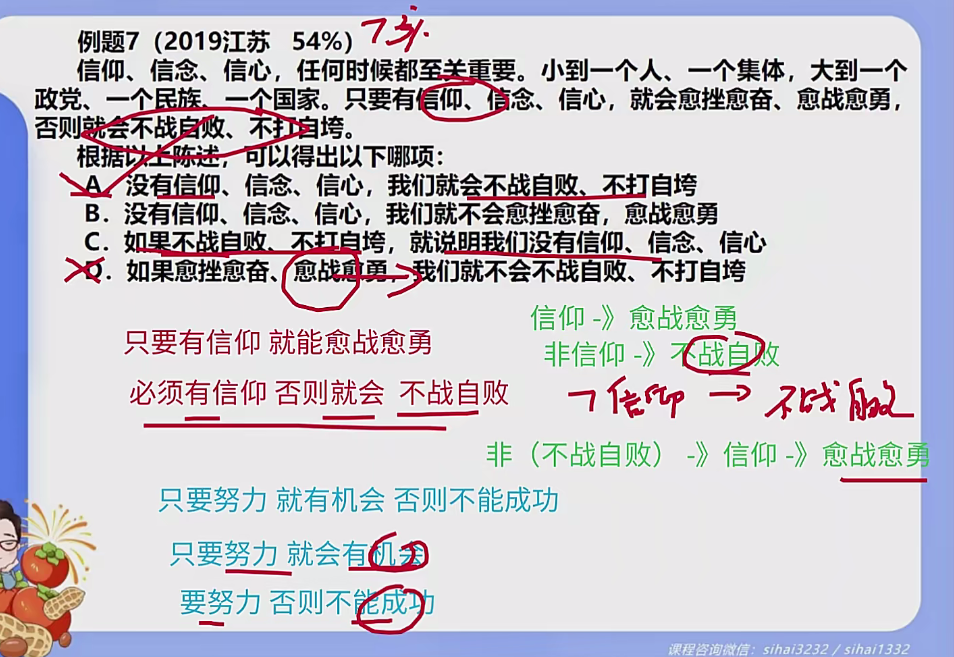 例题7（2019江苏 54%）
信仰、信念、信心，任何时候都至关重要。小到一个人、一个集体，大到一个
政党、一个民族、一个国家。只要有信仰、信念、信心，就会愈挫愈奋、愈战愈勇，
否则就会不战自败、不打自垮。
根据以上陈述，可以得出以下哪项：
A．没有信仰、信念、信心，我们就会不战自败、不打自垮
B．没有信仰、信念、信心，我们就不会愈挫愈奋，愈战愈勇
C．如果不战自败、不打自垮，就说明我们没有信仰、信念、信心
D．如果愈挫愈奋、愈战愈勇，我们就不会不战自败、不打自垮
信仰 -》愈战愈勇
只要有信仰 就能愈战愈勇
非信仰 -》不战自败
必须有信仰 否则就会 不战自败
¬信仰 → 不战自败
非（不战自败） -》信仰 -》愈战愈勇
只要努力 就有机会 否则不能成功
只要努力 就会有机会
要努力 否则不能成功
课程咨询微信：sihai3232 / sihai1332